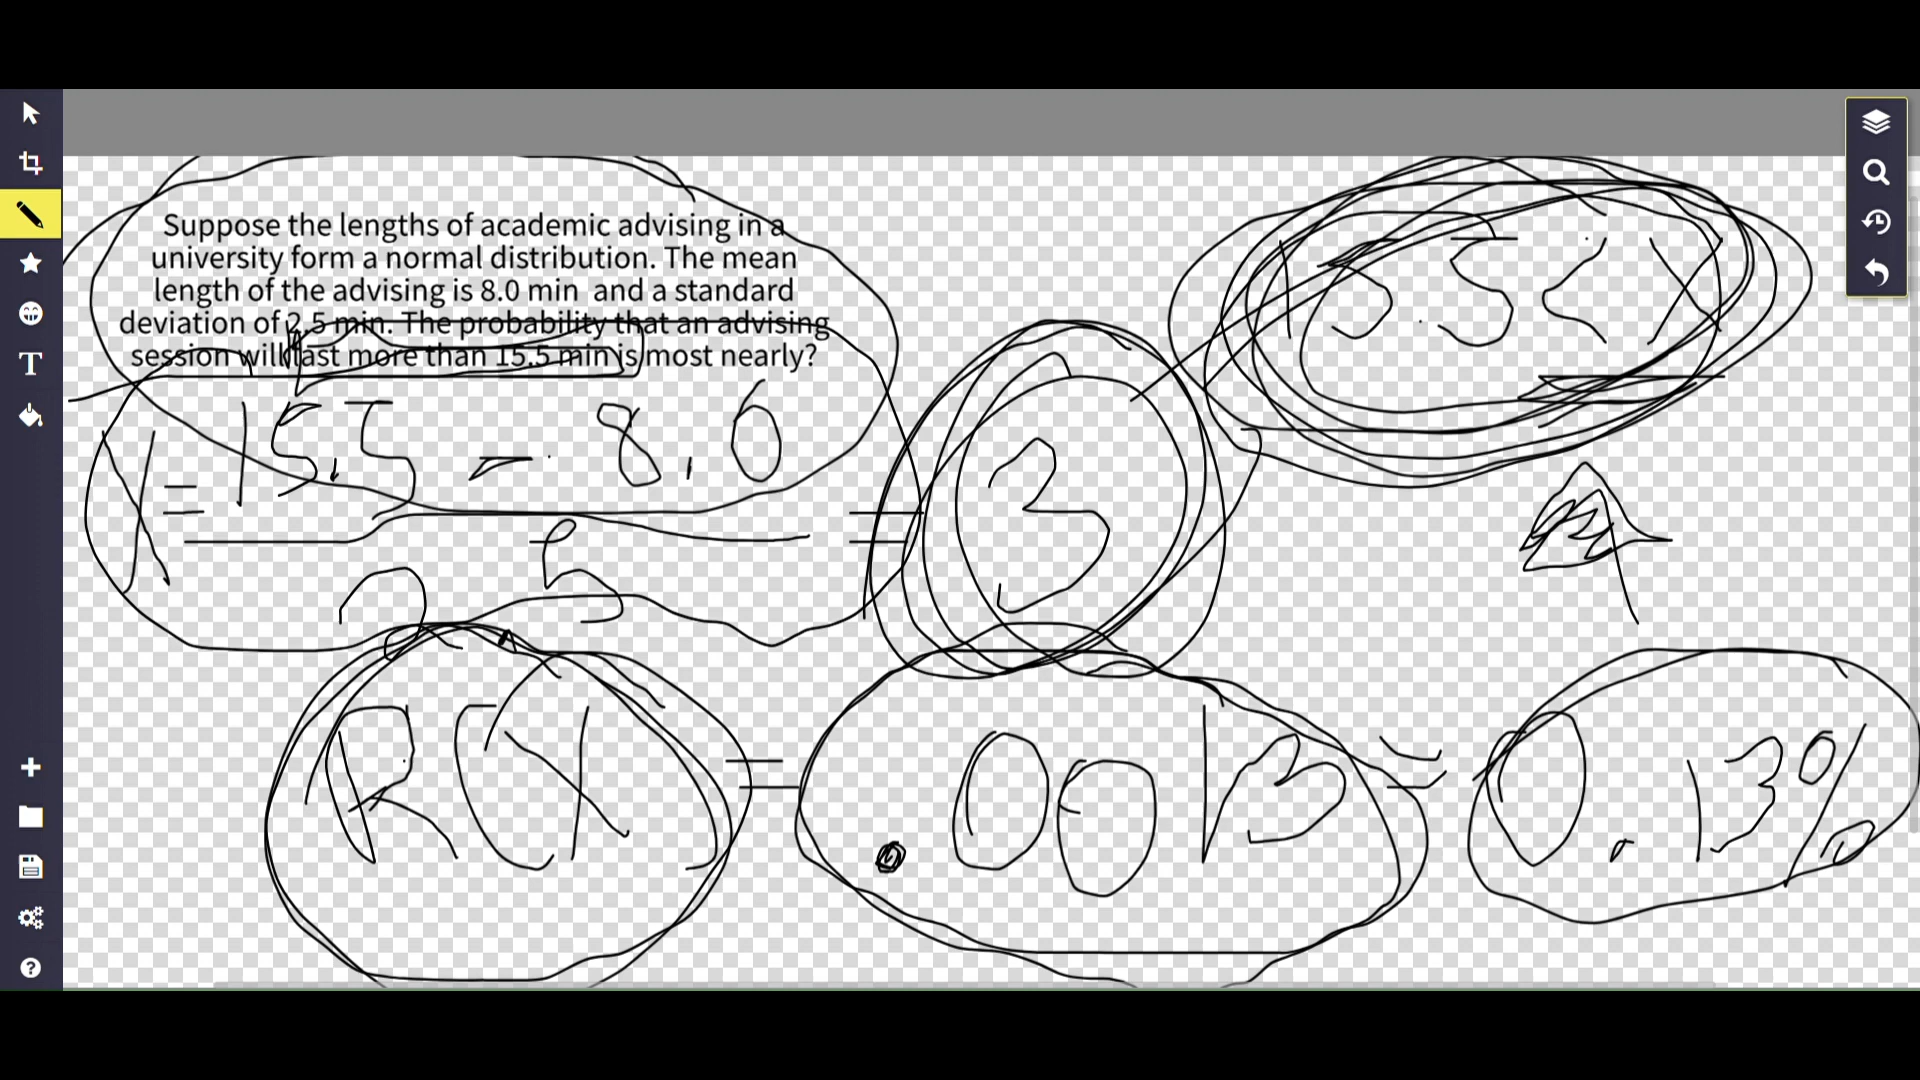 Suppose the lengths of academic advising in a
university form a normal distribution. The mean
length of the advising is 8.0 min and a standard
deviation of 2.5 min. The probability that an advising
session will last more than 15.5 min is most nearly?
15.5 < X
X = 15.5 - 8.0
2.5
= 3
R(X) = .0013 = 0.13%
T
?